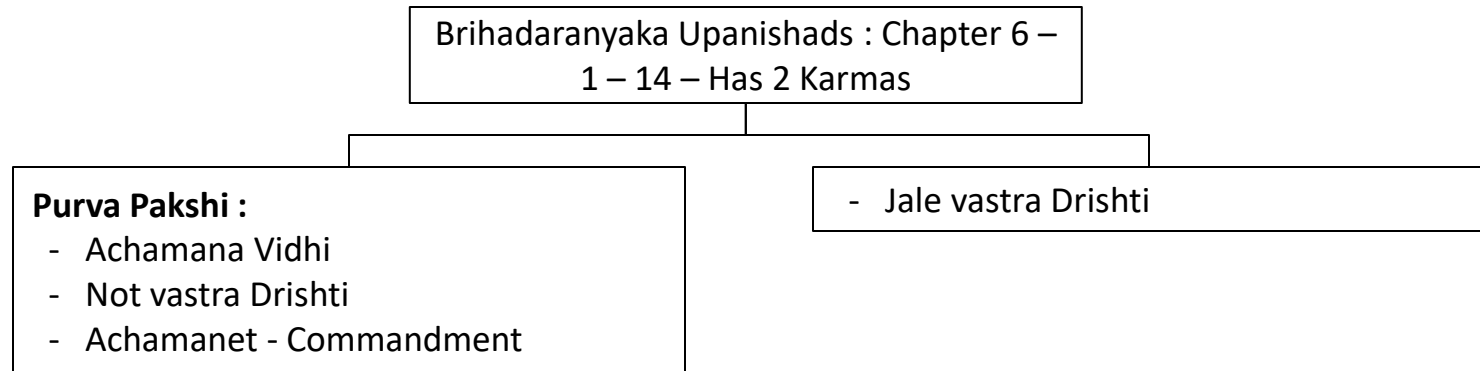 Brihadaranyaka Upanishads : Chapter 6 –
1 – 14 – Has 2 Karmas
Purva Pakshi :
- Achamana Vidhi
- Not vastra Drishti
- Achamanet - Commandment
- Jale vastra Drishti